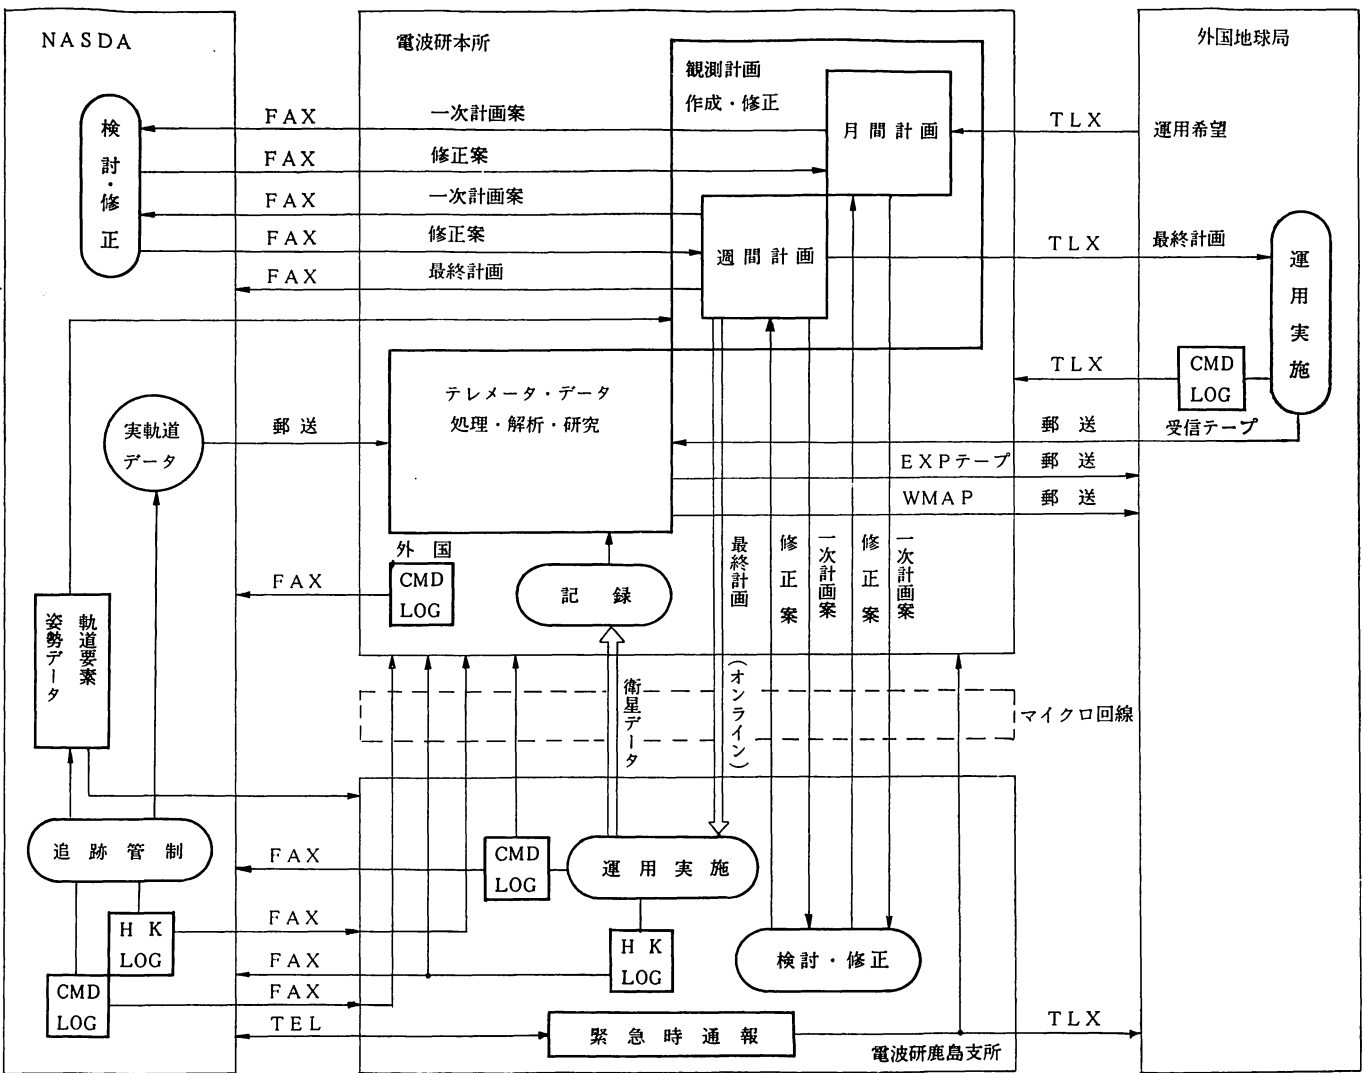 NASDA
電波研本所
外国地球局
観測計画
作成・修正
検討・修正
FAX 一次計画案
月間計画
TLX 運用希望
FAX 修正案
FAX 一次計画案
FAX 修正案
週間計画
TLX 最終計画
FAX 最終計画
運用実施
TLX
CMD
LOG
テレメータ・データ
処理・解析・研究
実軌道
データ
郵送
郵送 受信テープ
EXPテープ 郵送
WMAP 郵送
外国
CMD
LOG
FAX
記録
最終計画
(オンライン)
修正案
一次計画案
修正案
一次計画案
軌道要案
姿勢データ
衛星データ
マイクロ回線
追跡管制
FAX
CMD
LOG
運用実施
HK
LOG
FAX
HK
LOG
FAX
検討・修正
CMD
LOG
FAX
TEL
緊急時通報
TLX
電波研鹿島支所